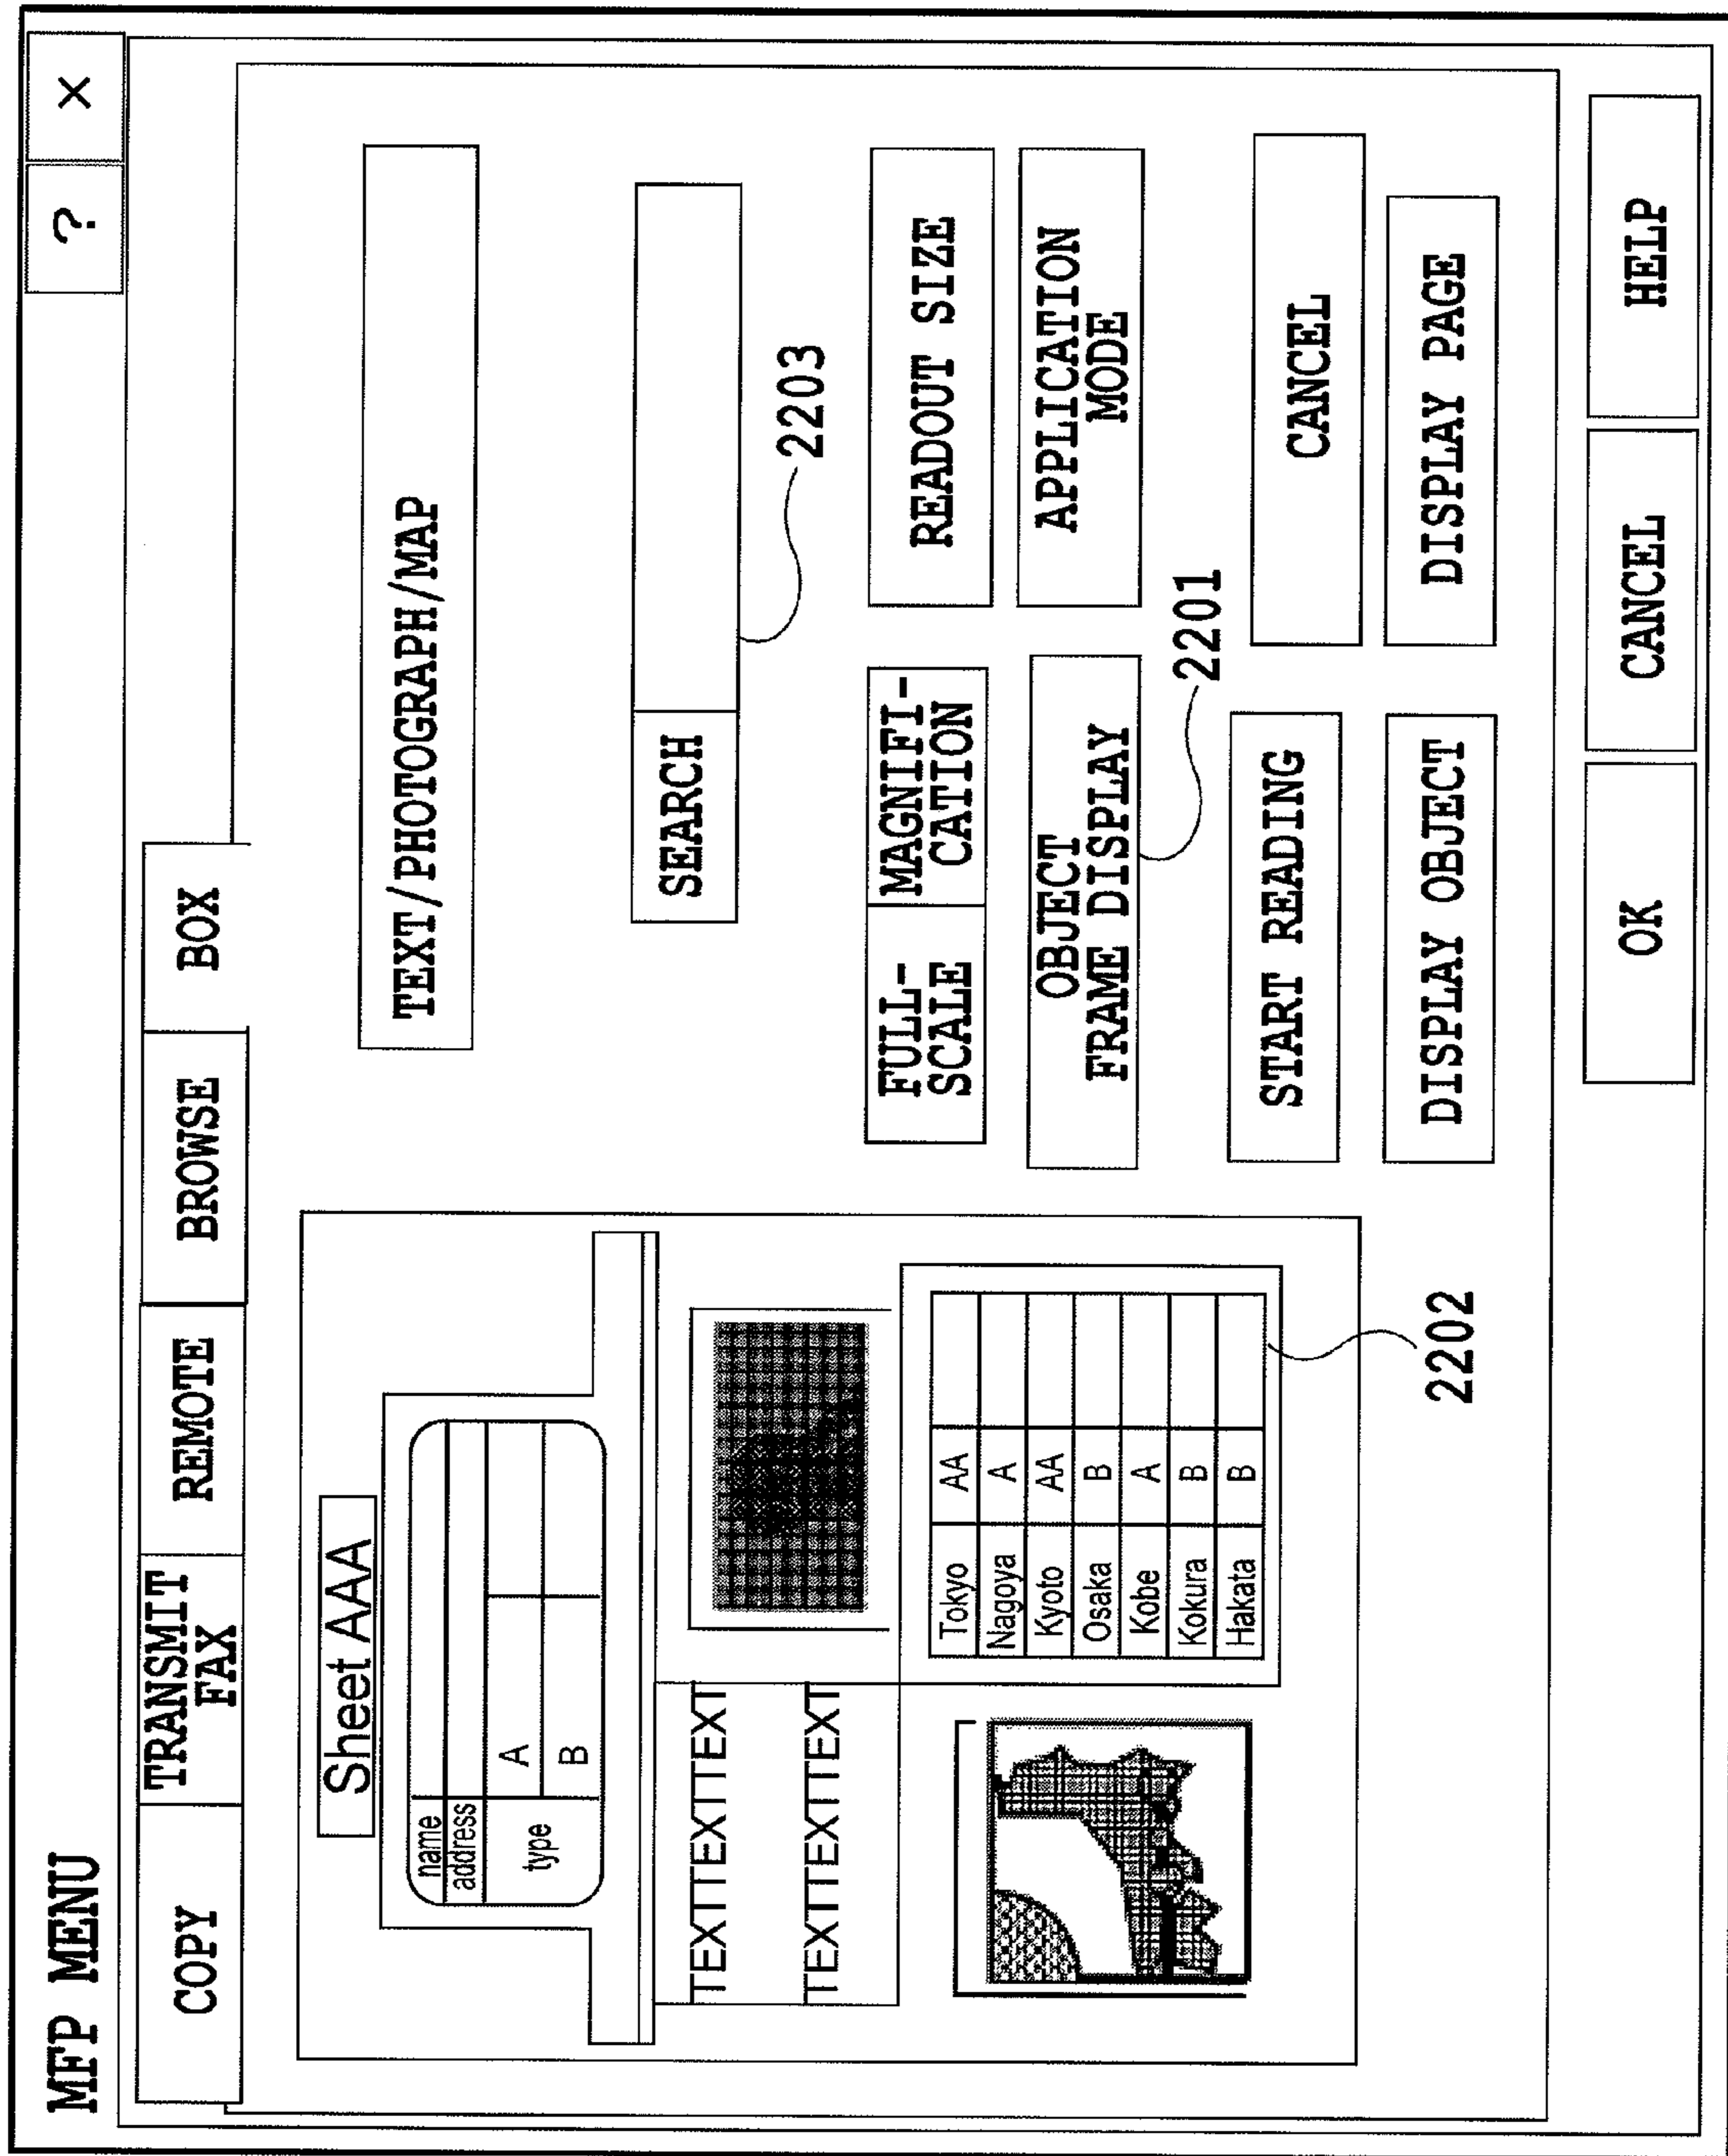 MFP MENU
?
×
COPY
TRANSMIT
FAX
REMOTE
BROWSE
BOX
Sheet AAA
name
address
type
A
B
TEXTTEXTTEXT
TEXTTEXTTEXT
Tokyo AA
Nagoya A
Kyoto AA
Osaka B
Kobe A
Kokura B
Hakata B
2202
TEXT/PHOTOGRAPH/MAP
SEARCH
2203
FULL-
SCALE
MAGNIFI-
CATION
READOUT SIZE
OBJECT
FRAME DISPLAY
APPLICATION
MODE
2201
START READING
CANCEL
DISPLAY OBJECT
DISPLAY PAGE
OK
CANCEL
HELP